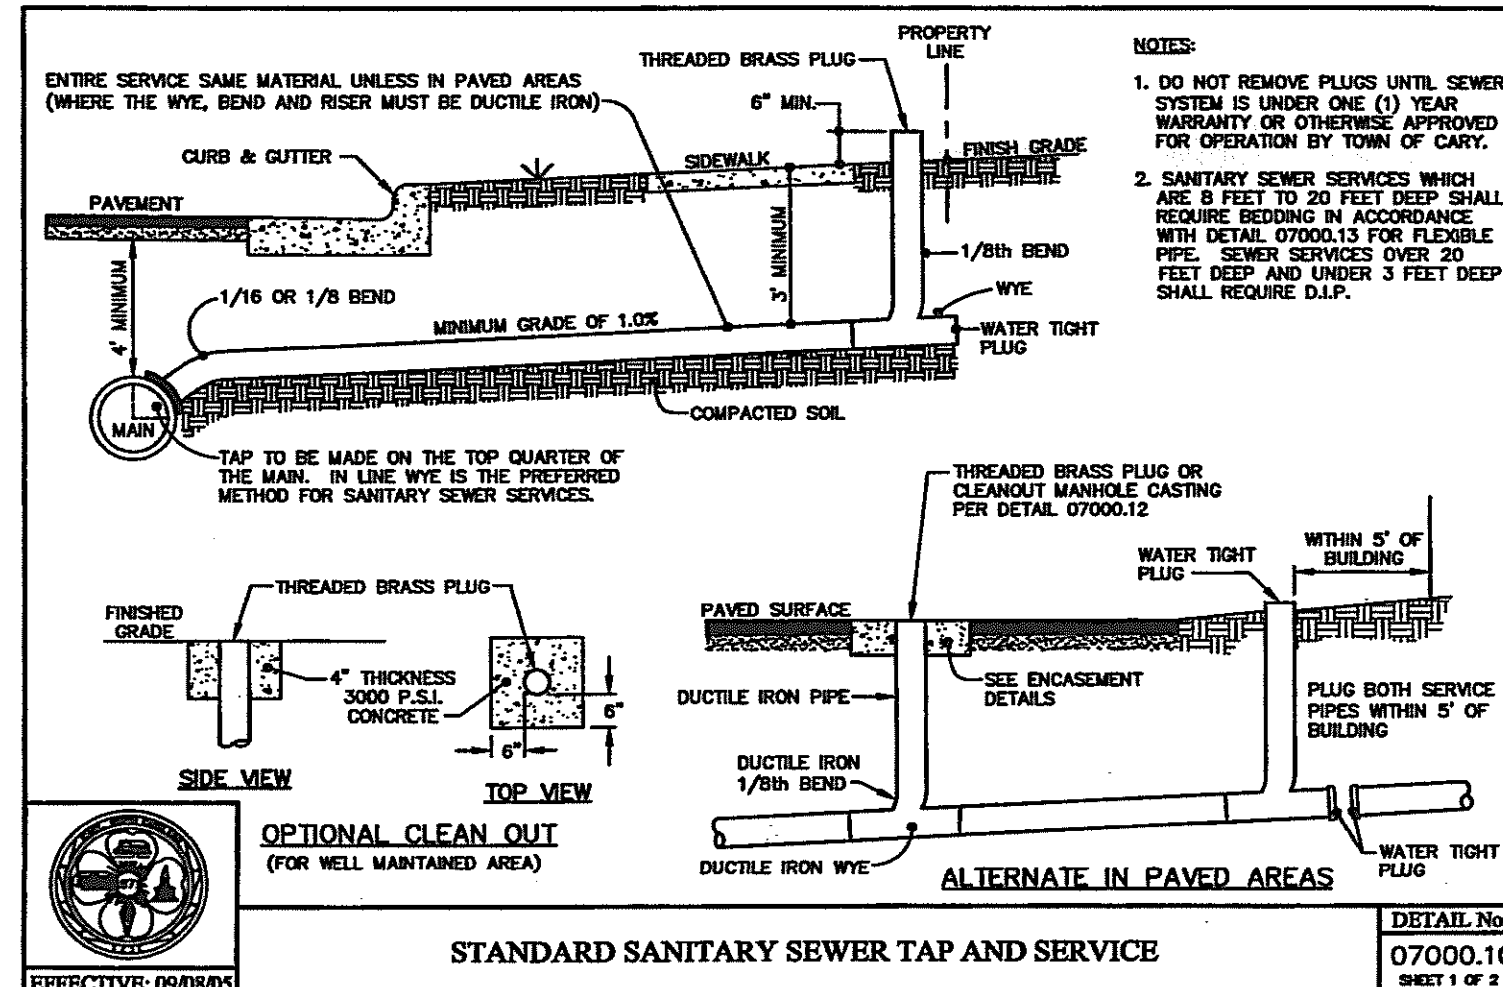 PROPERTY
LINE
THREADED BRASS PLUG
ENTIRE SERVICE SAME MATERIAL UNLESS IN PAVED AREAS
(WHERE THE WYE, BEND AND RISER MUST BE DUCTILE IRON)
6" MIN.
CURB & GUTTER
SIDEWALK
FINISH GRADE
PAVEMENT
4' MINIMUM
3' MINIMUM
1/8th BEND
1/16 OR 1/8 BEND
WYE
MINIMUM GRADE OF 1.0%
WATER TIGHT
PLUG
COMPACTED SOIL
MAIN
TAP TO BE MADE ON THE TOP QUARTER OF
THE MAIN. IN LINE WYE IS THE PREFERRED
METHOD FOR SANITARY SEWER SERVICES.
NOTES:
1. DO NOT REMOVE PLUGS UNTIL SEWER
SYSTEM IS UNDER ONE (1) YEAR
WARRANTY OR OTHERWISE APPROVED
FOR OPERATION BY TOWN OF CARY.
2. SANITARY SEWER SERVICES WHICH
ARE 8 FEET TO 20 FEET DEEP SHALL
REQUIRE BEDDING IN ACCORDANCE
WITH DETAIL 07000.13 FOR FLEXIBLE
PIPE. SEWER SERVICES OVER 20
FEET DEEP AND UNDER 3 FEET DEEP
SHALL REQUIRE D.I.P.
THREADED BRASS PLUG
FINISHED
GRADE
4" THICKNESS
3000 P.S.I.
CONCRETE
6"
6"
SIDE VIEW
TOP VIEW
OPTIONAL CLEAN OUT
(FOR WELL MAINTAINED AREA)
THREADED BRASS PLUG OR
CLEANOUT MANHOLE CASTING
PER DETAIL 07000.12
WATER TIGHT
PLUG
WITHIN 5' OF
BUILDING
PAVED SURFACE
SEE ENCASEMENT
DETAILS
DUCTILE IRON PIPE
PLUG BOTH SERVICE
PIPES WITHIN 5' OF
BUILDING
DUCTILE IRON
1/8th BEND
DUCTILE IRON WYE
WATER TIGHT
PLUG
ALTERNATE IN PAVED AREAS
STANDARD SANITARY SEWER TAP AND SERVICE
DETAIL No
07000.10
SHEET 1 OF 2
EFFECTIVE: 09/08/05